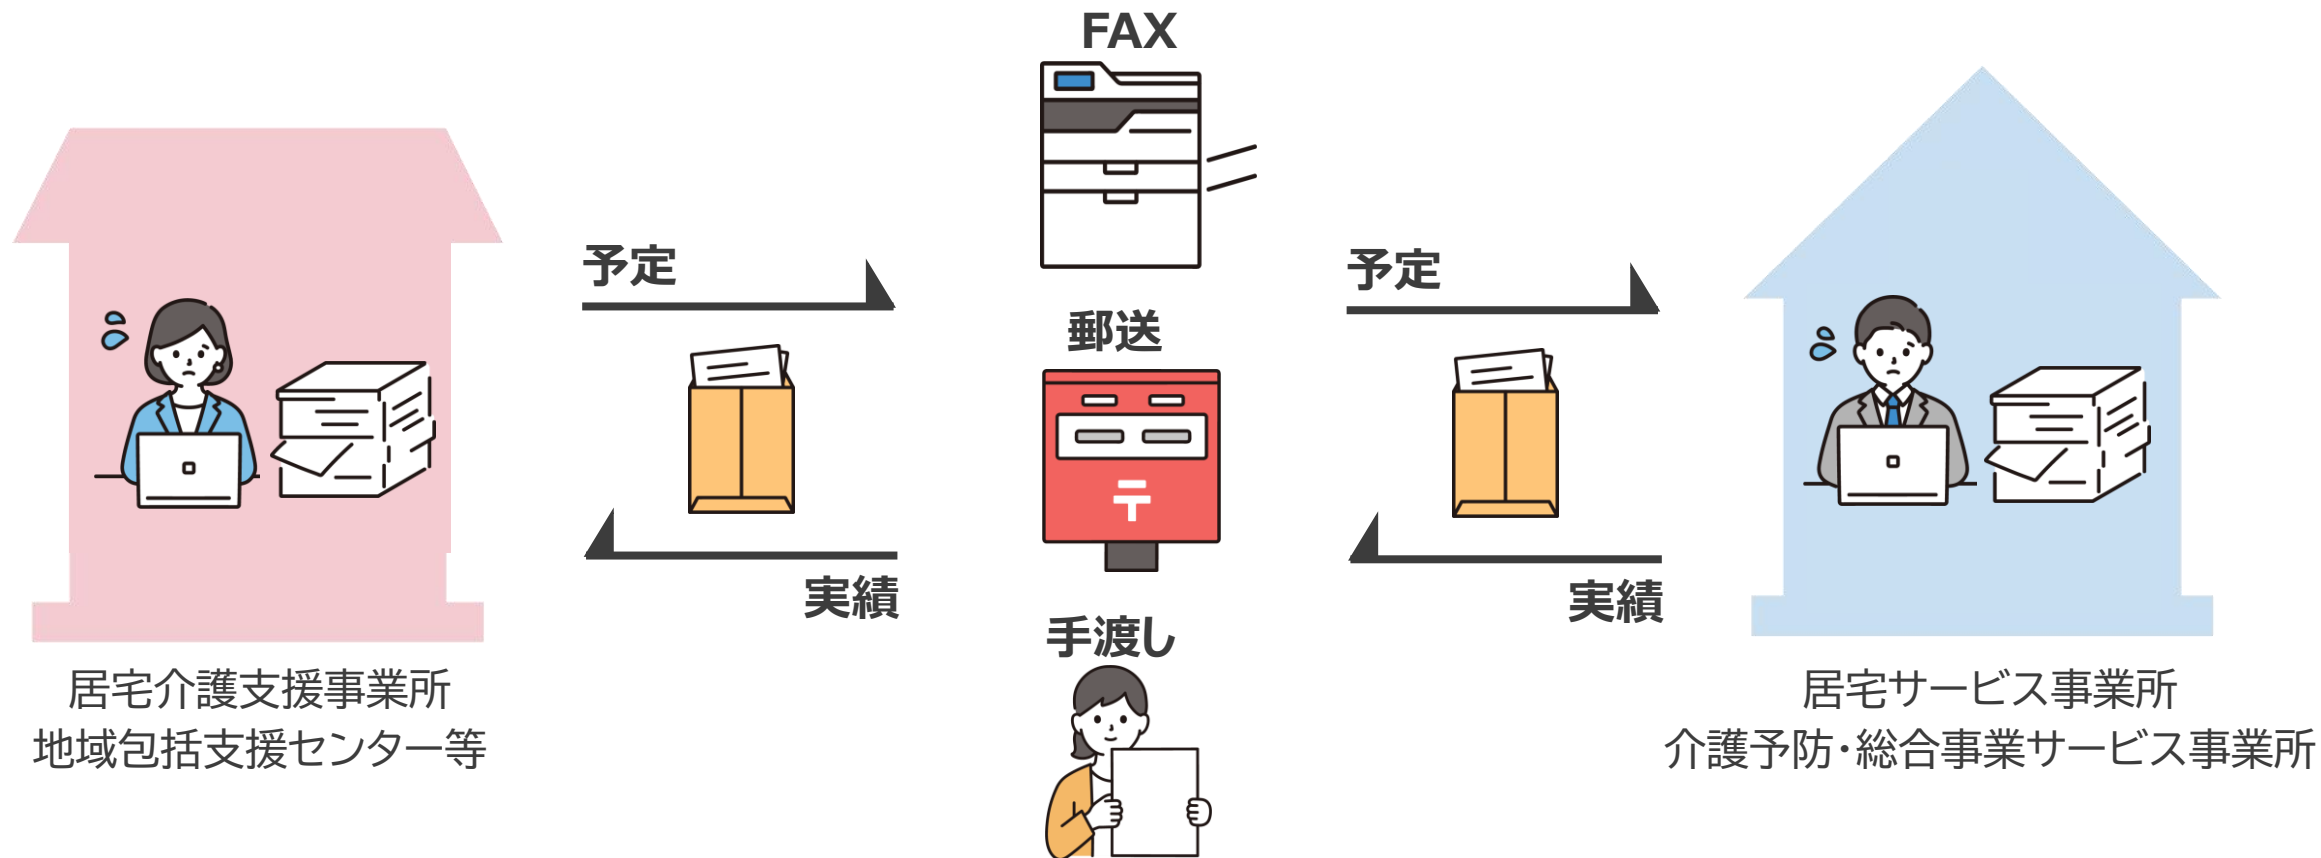 FAX
予定
予定
郵送
実績
実績
手渡し
居宅介護支援事業所
地域包括支援センター等
居宅サービス事業所
介護予防・総合事業サービス事業所